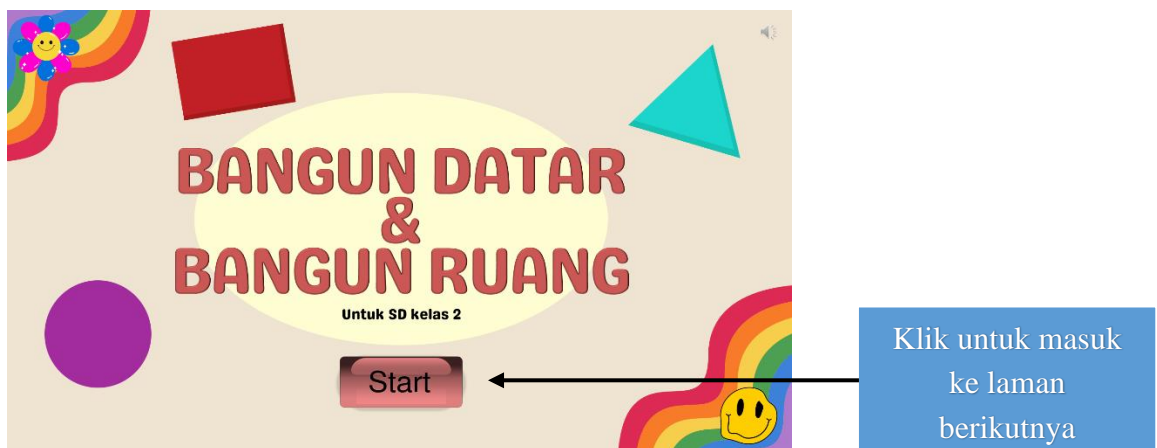 BANGUN DATAR
&
BANGUN RUANG
Untuk SD kelas 2
Start
Klik untuk masuk
ke laman
berikutnya